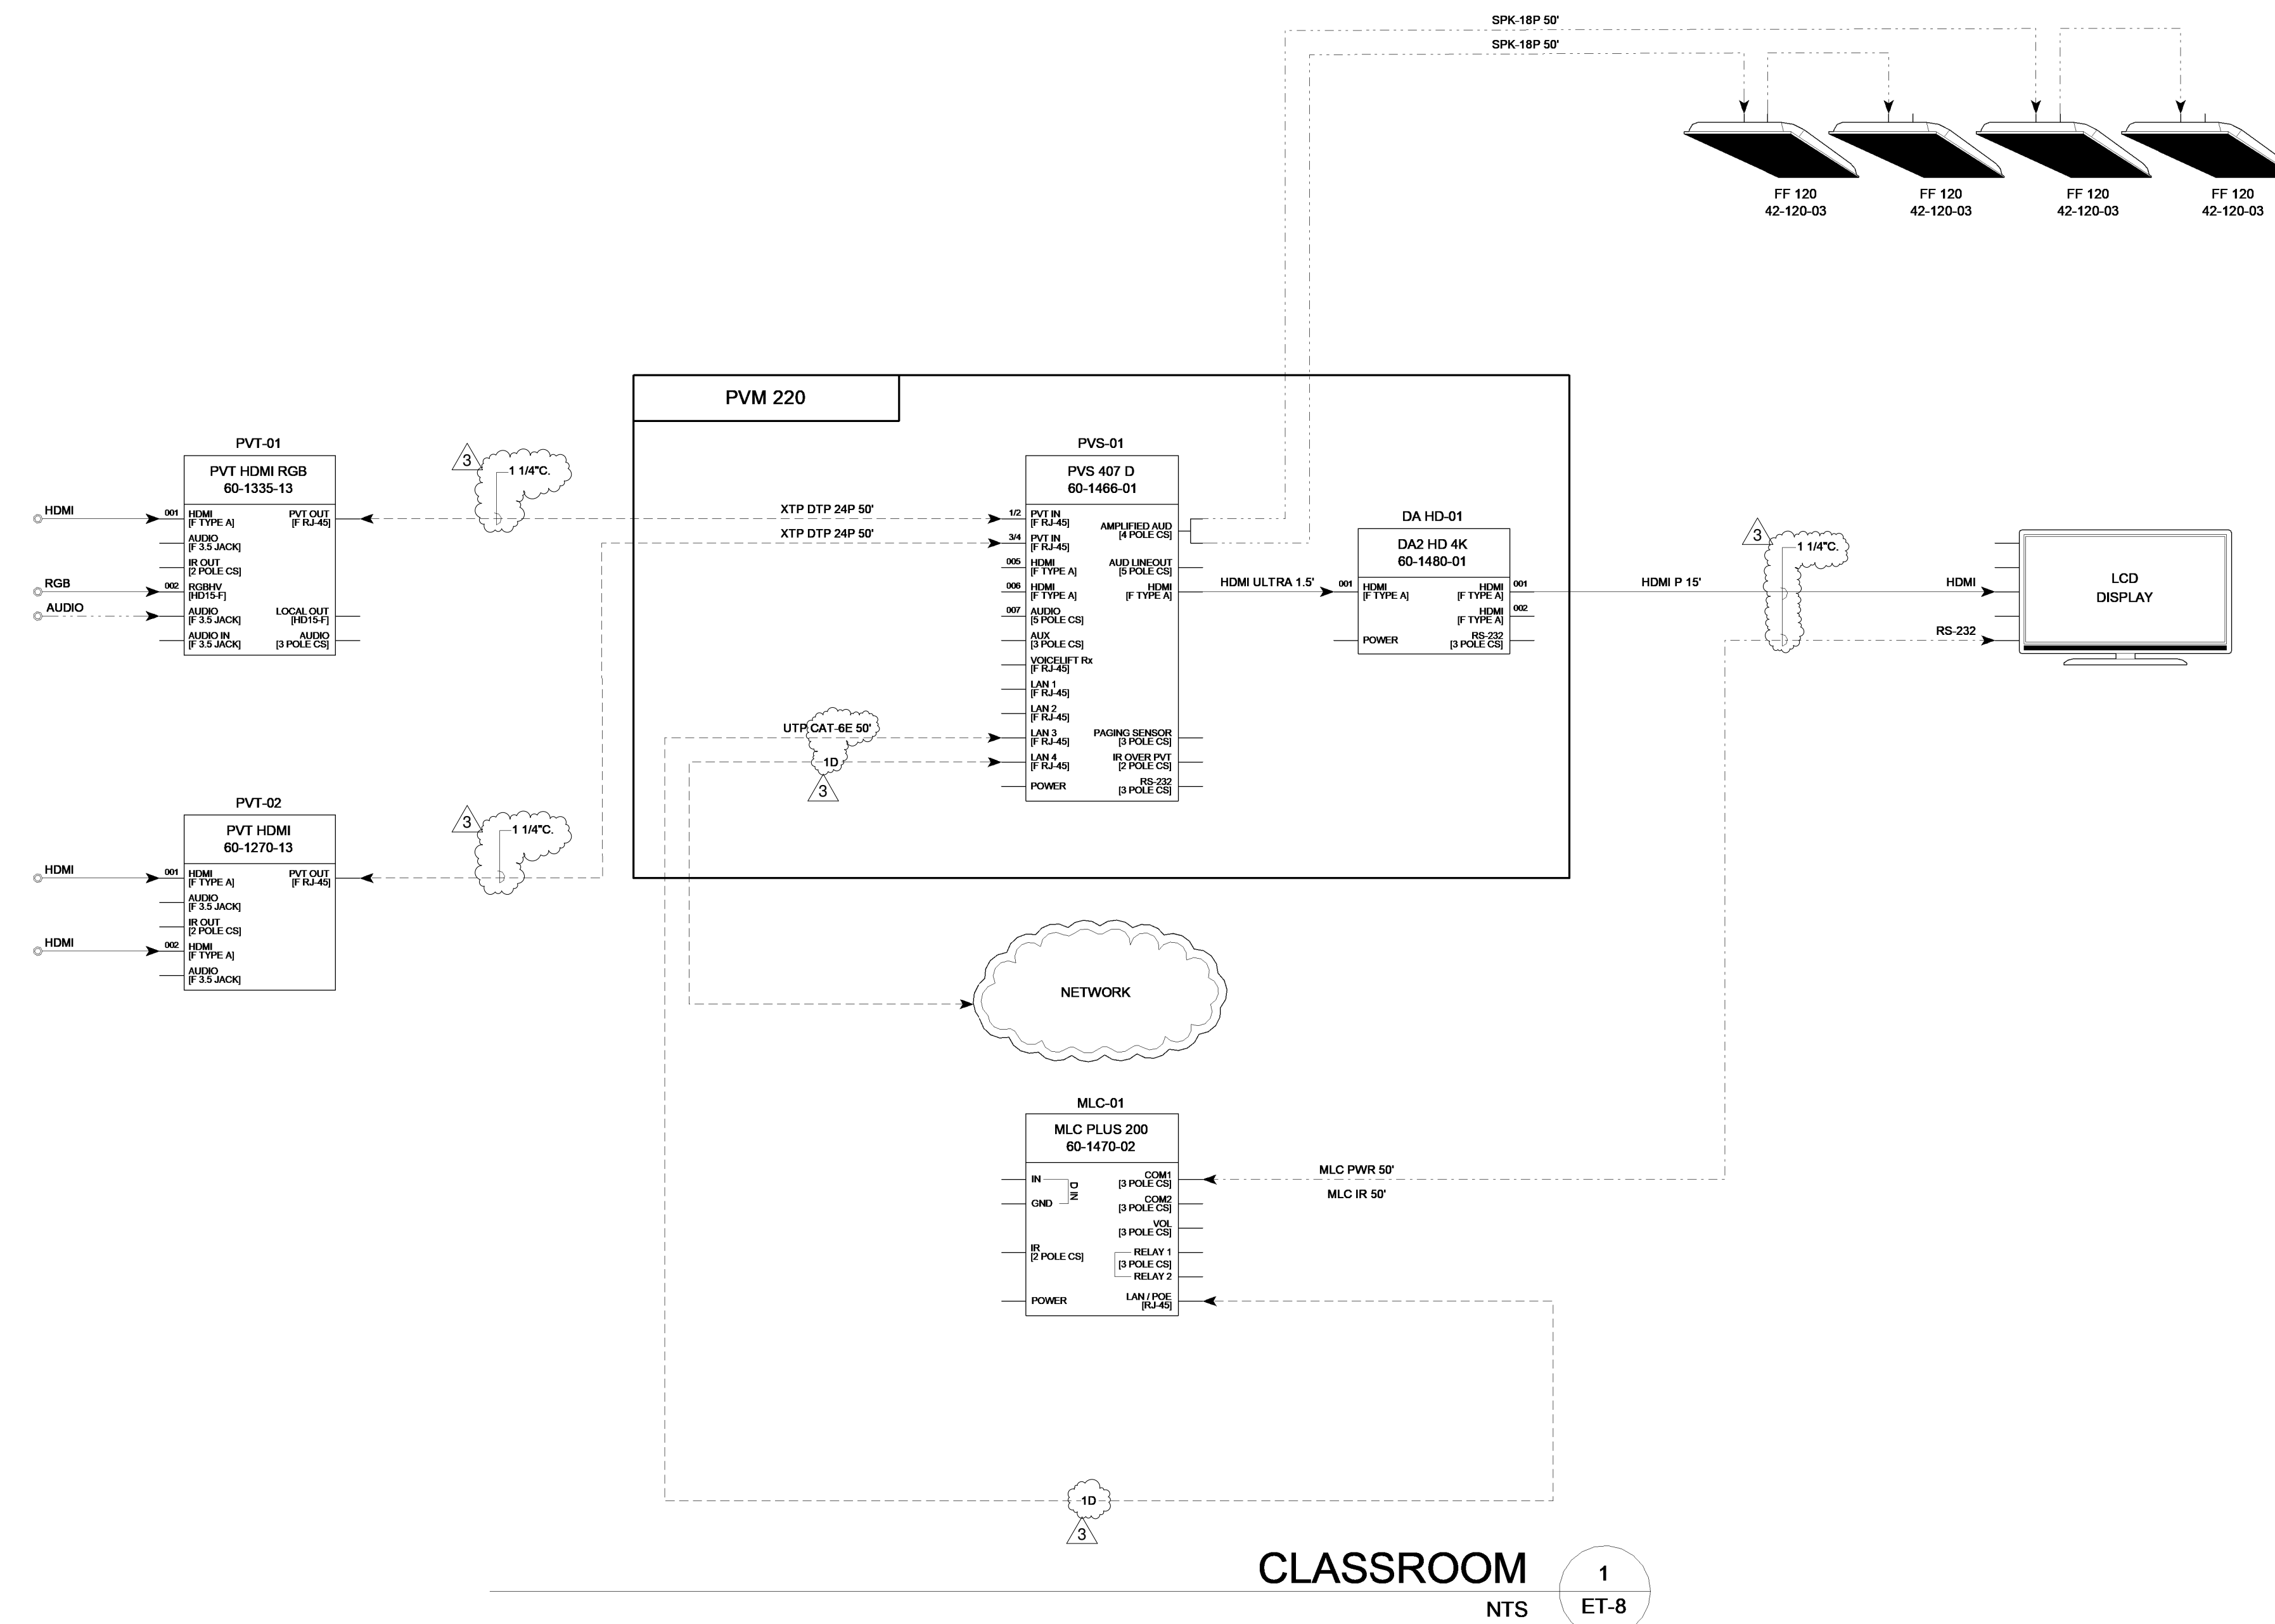 SPK-18P 50'
SPK-18P 50'
FF 120
42-120-03
FF 120
42-120-03
FF 120
42-120-03
FF 120
42-120-03
PVM 220
PVT-01
PVT HDMI RGB
60-1335-13
HDMI
001
HDMI
[F TYPE A]
PVT OUT
[F RJ-45]
AUDIO
[F 3.5 JACK]
IR OUT
[2 POLE CS]
RGB
002
RGBHV
[HD15-F]
AUDIO
AUDIO
[F 3.5 JACK]
LOCAL OUT
[HD15-F]
AUDIO IN
[F 3.5 JACK]
AUDIO
[3 POLE CS]
3
1 1/4"C.
XTP DTP 24P 50'
XTP DTP 24P 50'
PVS-01
PVS 407 D
60-1466-01
1/2
PVT IN
[F RJ-45]
AMPLIFIED AUD
[4 POLE CS]
3/4
PVT IN
[F RJ-45]
005
HDMI
[F TYPE A]
AUD LINEOUT
[5 POLE CS]
006
HDMI
[F TYPE A]
HDMI
[F TYPE A]
007
AUDIO
[5 POLE CS]
AUX
[3 POLE CS]
VOICELIFT Rx
[F RJ-45]
LAN 1
[F RJ-45]
LAN 2
[F RJ-45]
LAN 3
[F RJ-45]
PAGING SENSOR
[3 POLE CS]
LAN 4
[F RJ-45]
IR OVER PVT
[2 POLE CS]
POWER
RS-232
[3 POLE CS]
UTP CAT-6E 50'
1D
3
HDMI ULTRA 1.5'
DA HD-01
DA2 HD 4K
60-1480-01
001
HDMI
[F TYPE A]
HDMI
[F TYPE A]
001
HDMI
[F TYPE A]
002
POWER
RS-232
[3 POLE CS]
HDMI P 15'
3
1 1/4"C.
HDMI
RS-232
LCD
DISPLAY
PVT-02
PVT HDMI
60-1270-13
HDMI
001
HDMI
[F TYPE A]
PVT OUT
[F RJ-45]
AUDIO
[F 3.5 JACK]
IR OUT
[2 POLE CS]
HDMI
002
HDMI
[F TYPE A]
AUDIO
[F 3.5 JACK]
3
1 1/4"C.
NETWORK
MLC-01
MLC PLUS 200
60-1470-02
IN
GND
D IN
COM1
[3 POLE CS]
COM2
[3 POLE CS]
VOL
[3 POLE CS]
IR
[2 POLE CS]
RELAY 1
[3 POLE CS]
RELAY 2
POWER
LAN / POE
[RJ-45]
MLC PWR 50'
MLC IR 50'
1D
3
CLASSROOM
NTS
1
ET-8